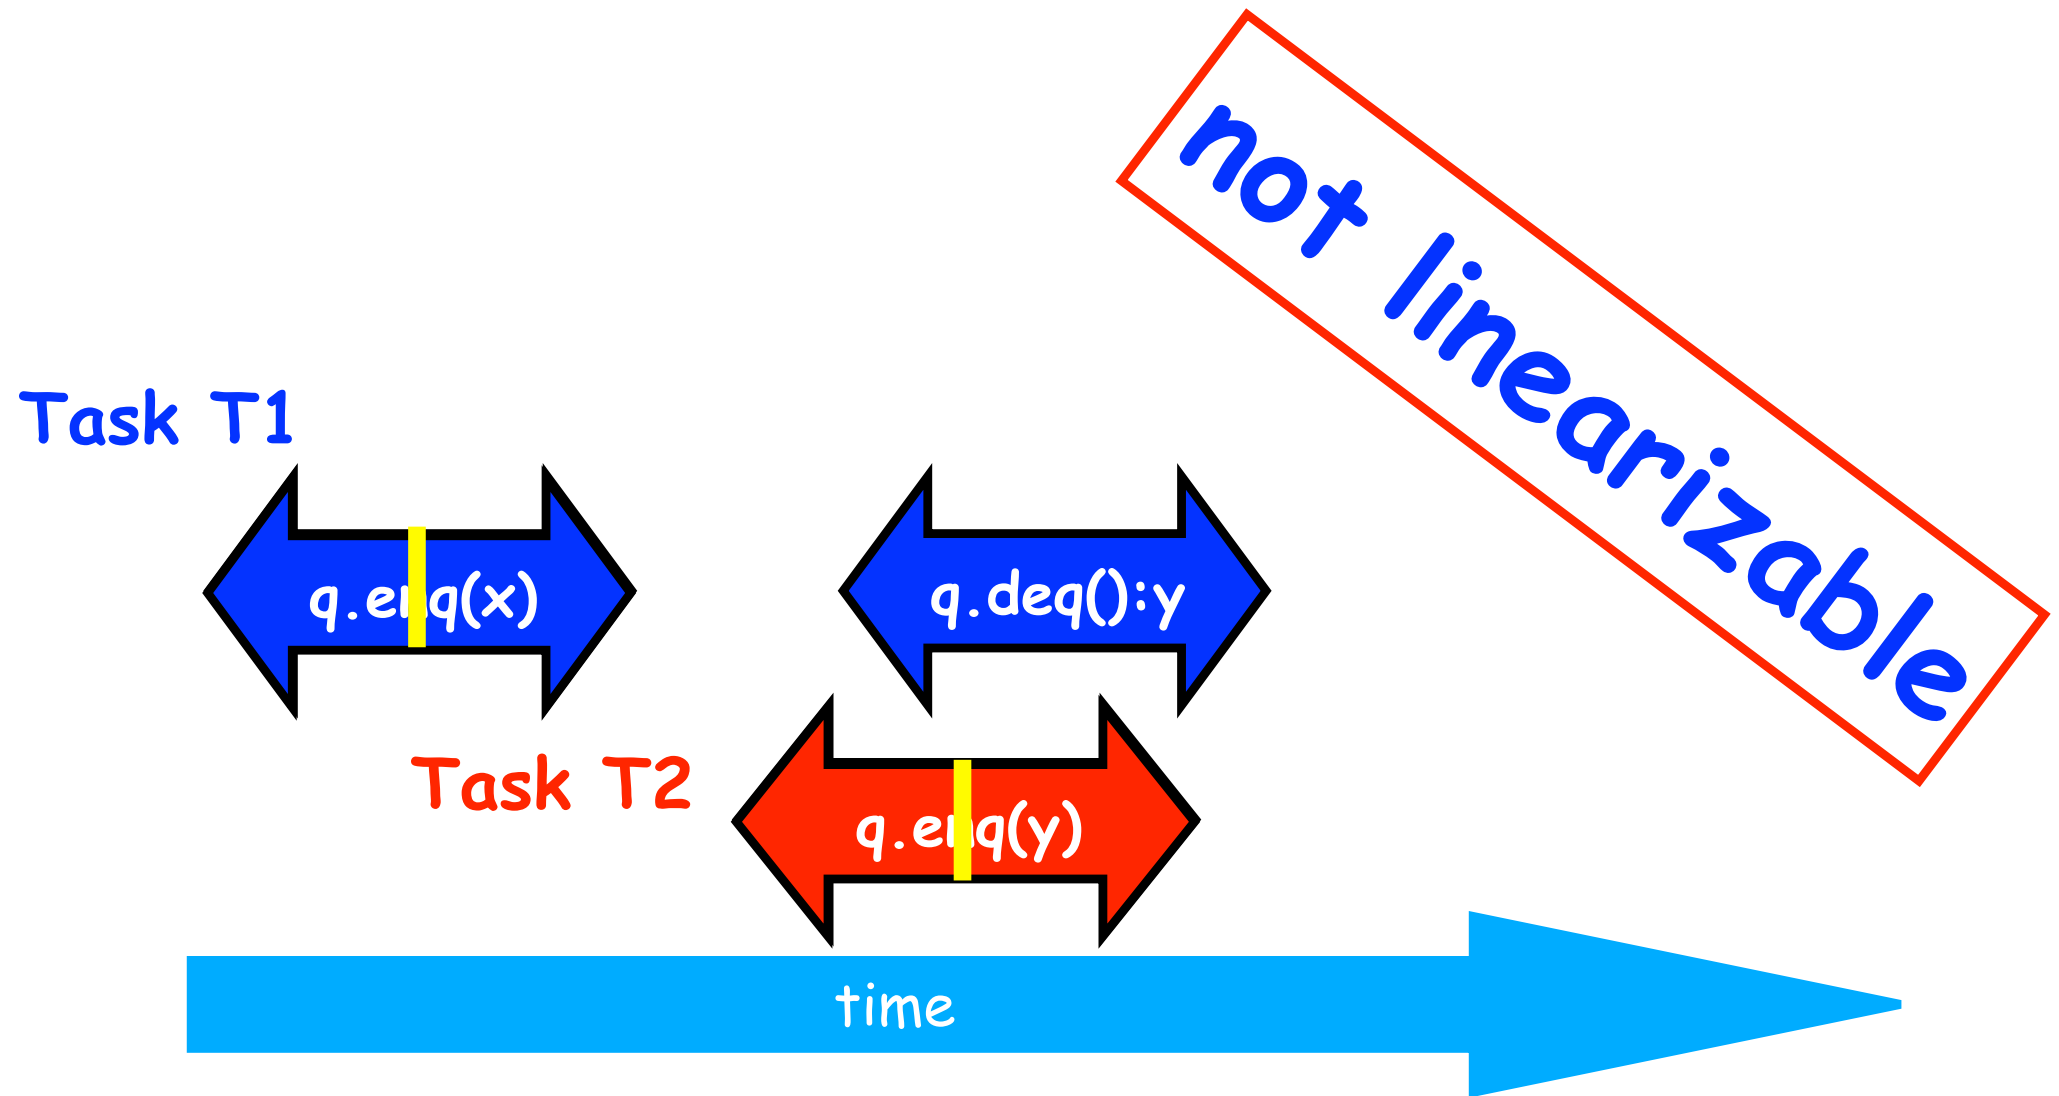 not linearizable
Task T1
q.enq(x)
q.deq():y
Task T2
q.enq(y)
time